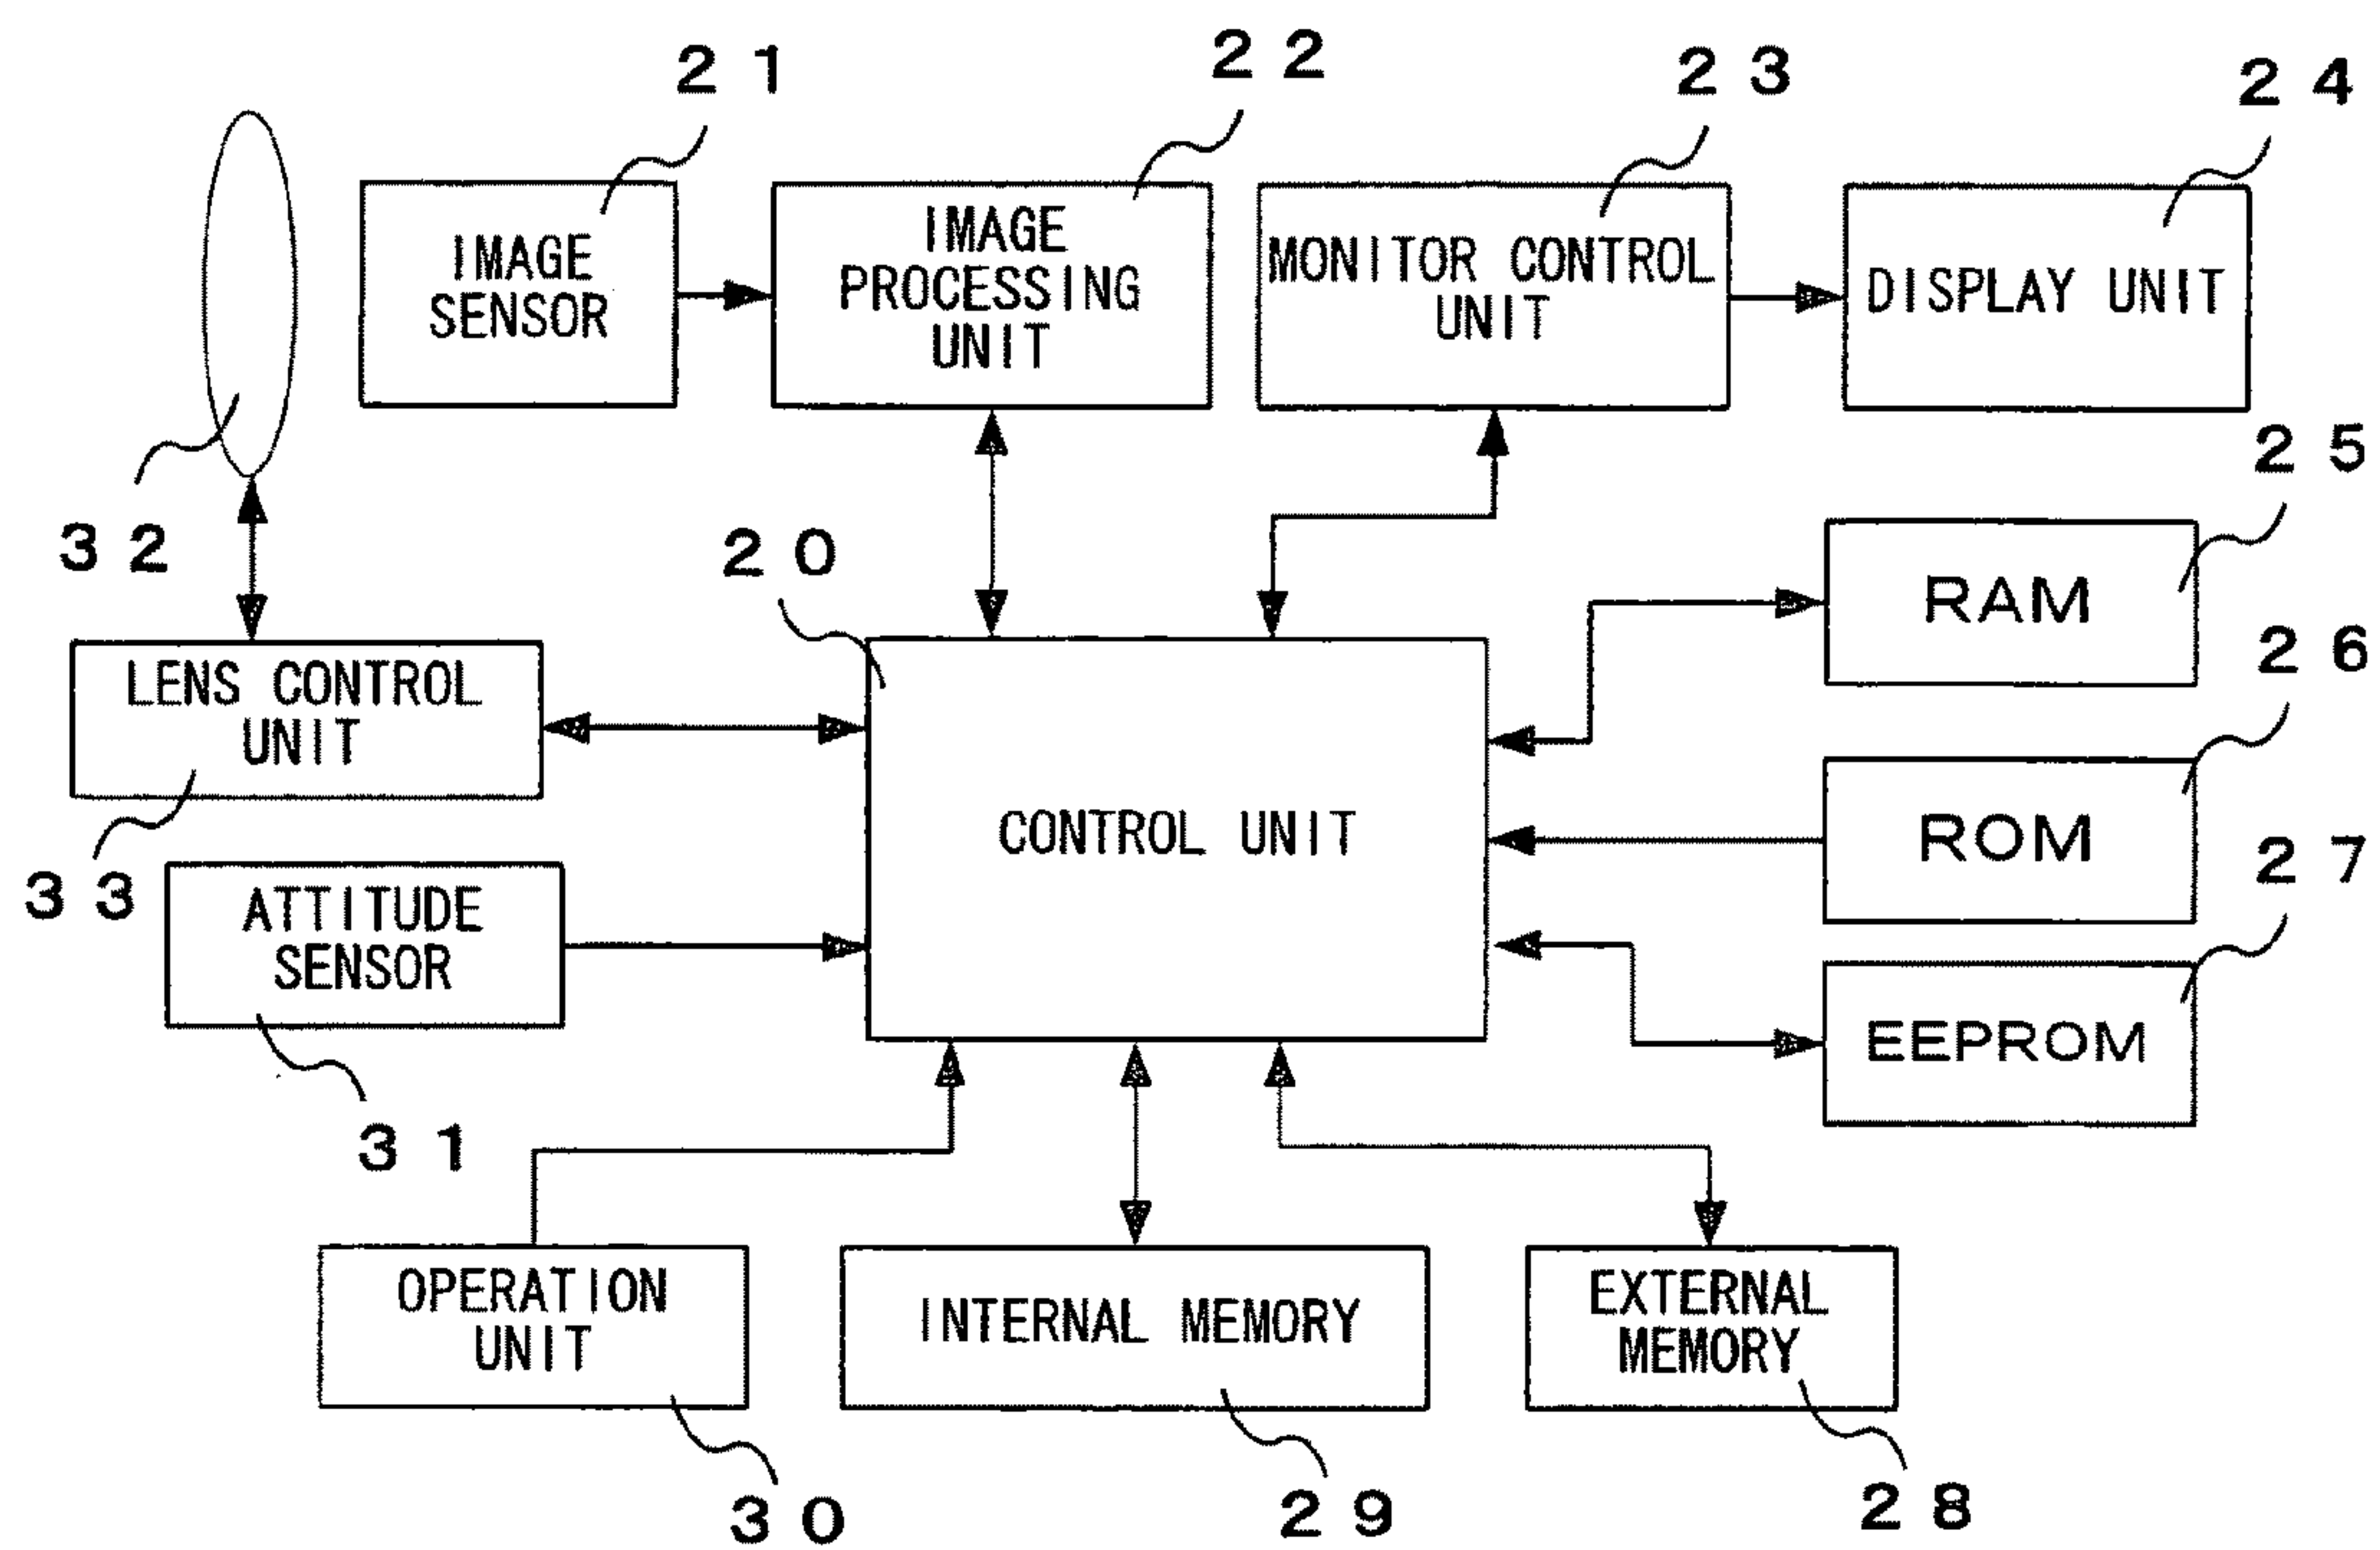 21
22
23
24
IMAGE
SENSOR
IMAGE
PROCESSING
UNIT
MONITOR CONTROL
UNIT
DISPLAY UNIT
32
20
25
RAM
LENS CONTROL
UNIT
26
33
CONTROL UNIT
ROM
27
ATTITUDE
SENSOR
EEPROM
31
OPERATION
UNIT
INTERNAL MEMORY
EXTERNAL
MEMORY
30
29
28